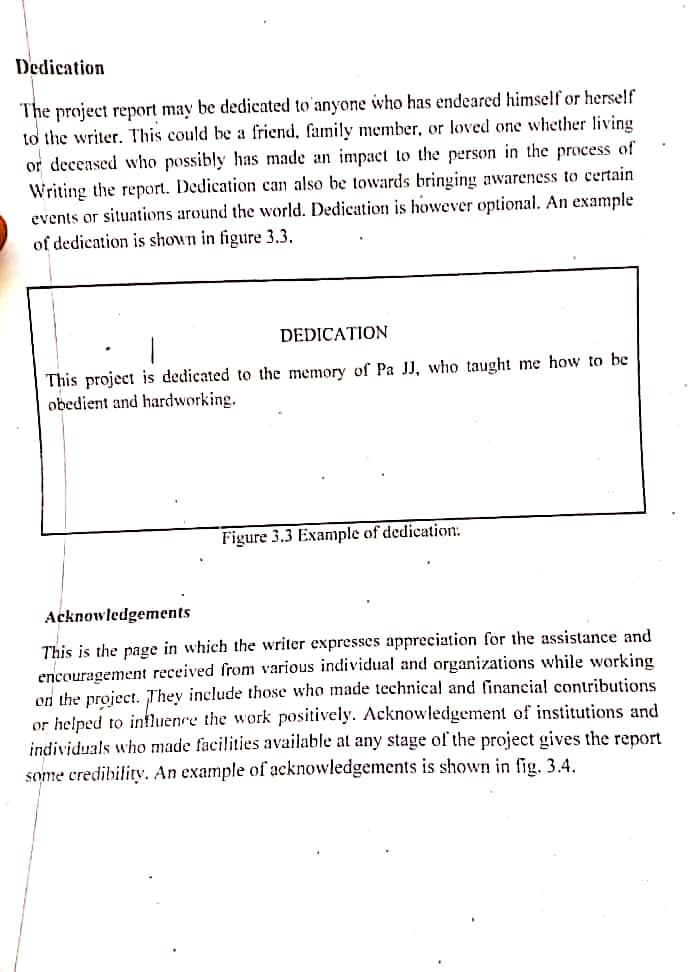 Dedication
The project report may be dedicated to anyone who has endeared himself or herself
to the writer. This could be a friend, family member, or loved one whether living
or deceased who possibly has made an impact to the person in the process of
Writing the report. Dedication can also be towards bringing awareness to certain
events or situations around the world. Dedication is however optional. An example
of dedication is shown in figure 3.3.
DEDICATION
This project is dedicated to the memory of Pa JJ, who taught me how to be
obedient and hardworking.
Figure 3.3 Example of dedication.
Acknowledgements
This is the page in which the writer expresses appreciation for the assistance and
encouragement received from various individual and organizations while working
on the project. They include those who made technical and financial contributions
or helped to influence the work positively. Acknowledgement of institutions and
individuals who made facilities available at any stage of the project gives the report
some credibility. An example of acknowledgements is shown in fig. 3.4.